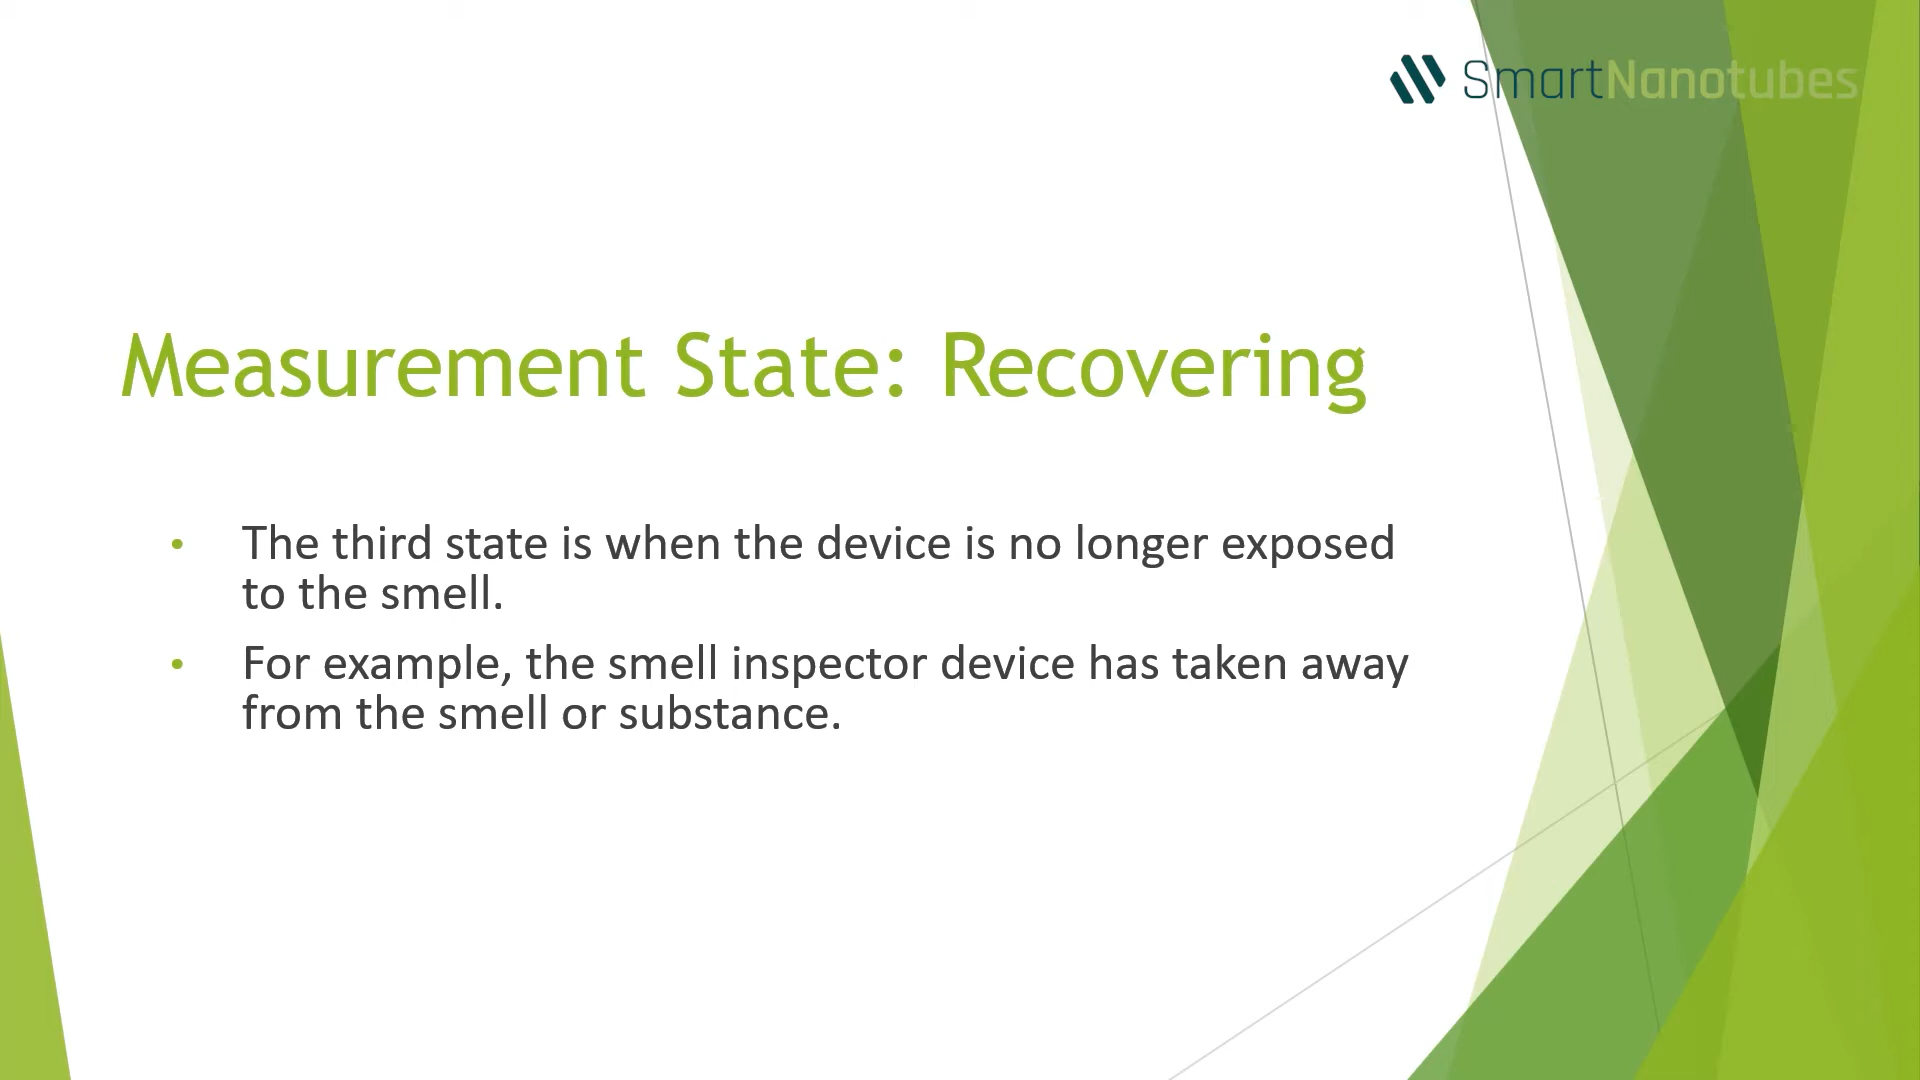 SmartNanotubes
Measurement State: Recovering
• The third state is when the device is no longer exposed
to the smell.
• For example, the smell inspector device has taken away
from the smell or substance.